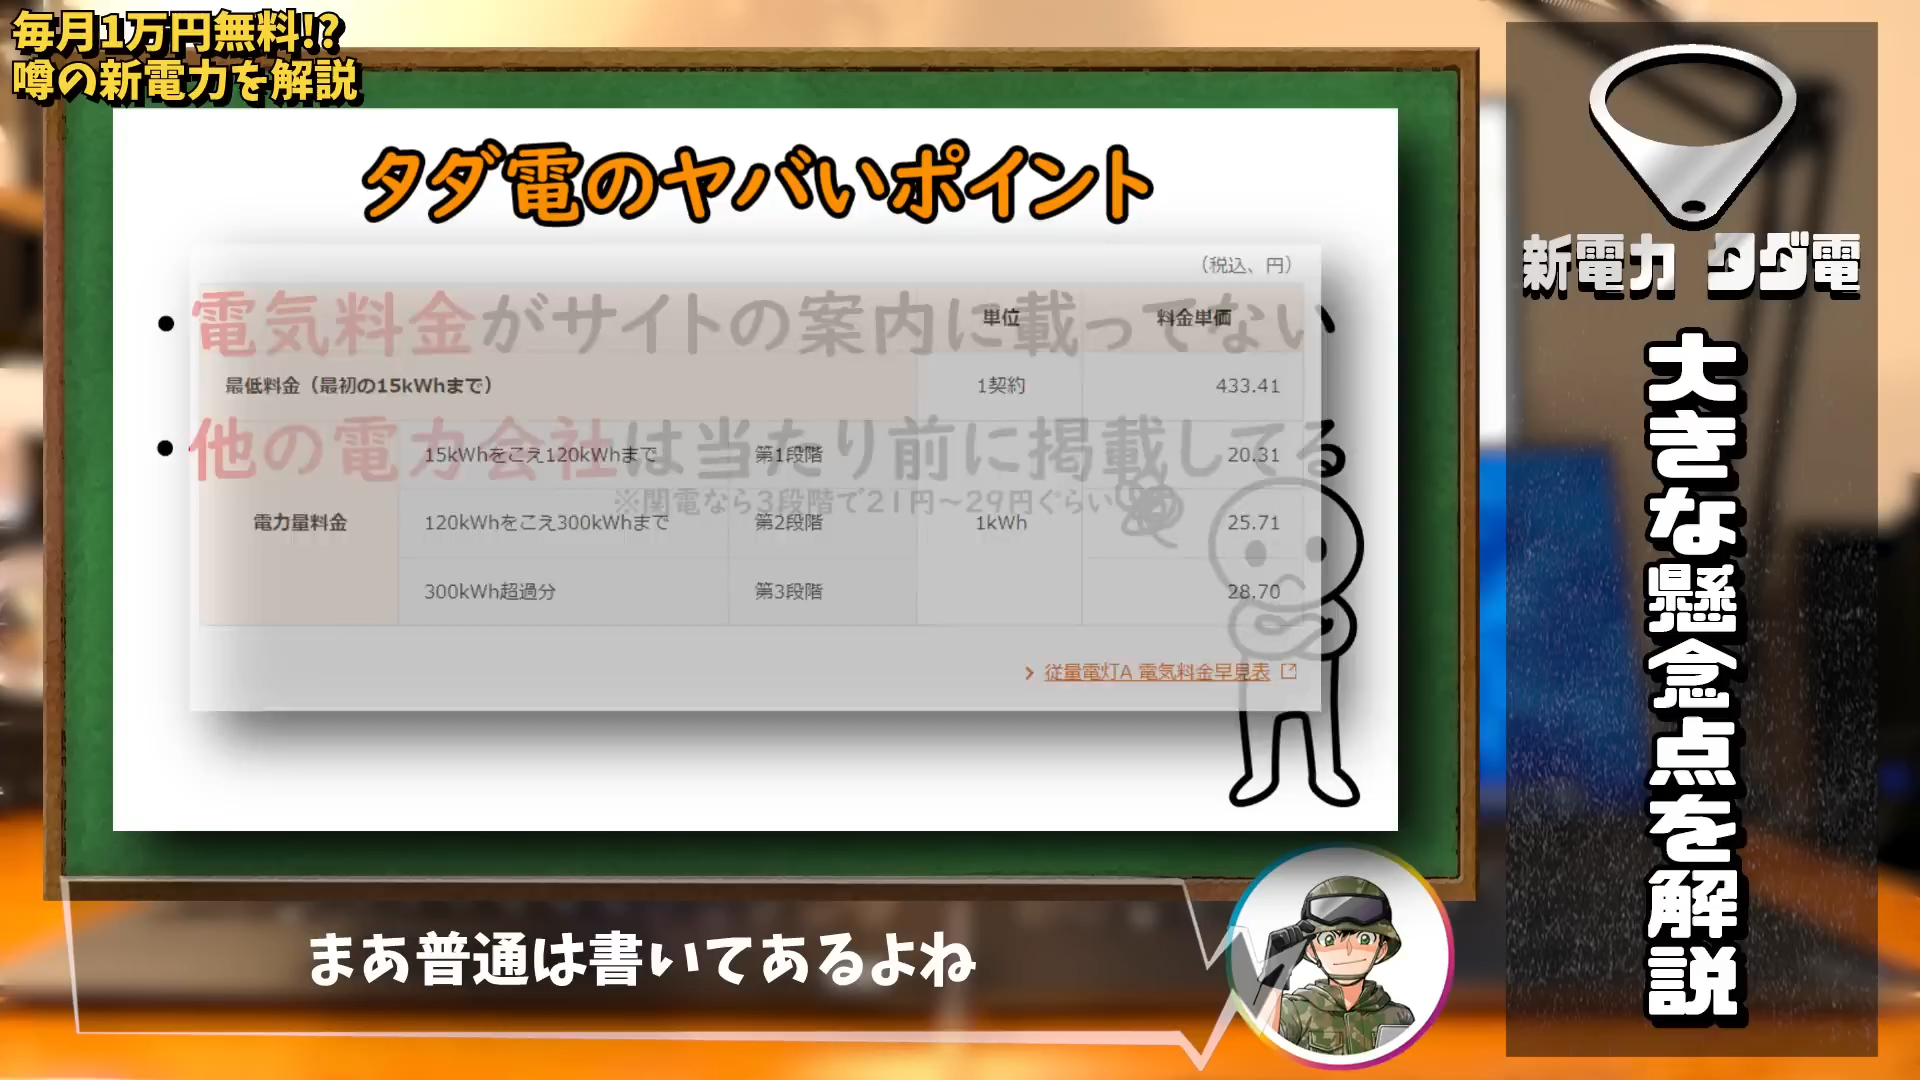 毎月1万円無料!?
噂の新電力を解説
タダ電のヤバいポイント
(税込、円)
・電気料金がサイトの案内に載ってない
単位 料金単価
最低料金(最初の15kWhまで) 1契約 433.41
・他の電力会社は当たり前に掲載してる
15kWhをこえ120kWhまで 第1段階 20.31
※関電なら3段階で21円〜29円ぐらい
電力量料金 120kWhをこえ300kWhまで 第2段階 1kWh 25.71
300kWh超過分 第3段階 28.70
従量電灯A 電気料金早見表
まあ普通は書いてあるよね
新電力 タダ電
大きな懸念点を解説